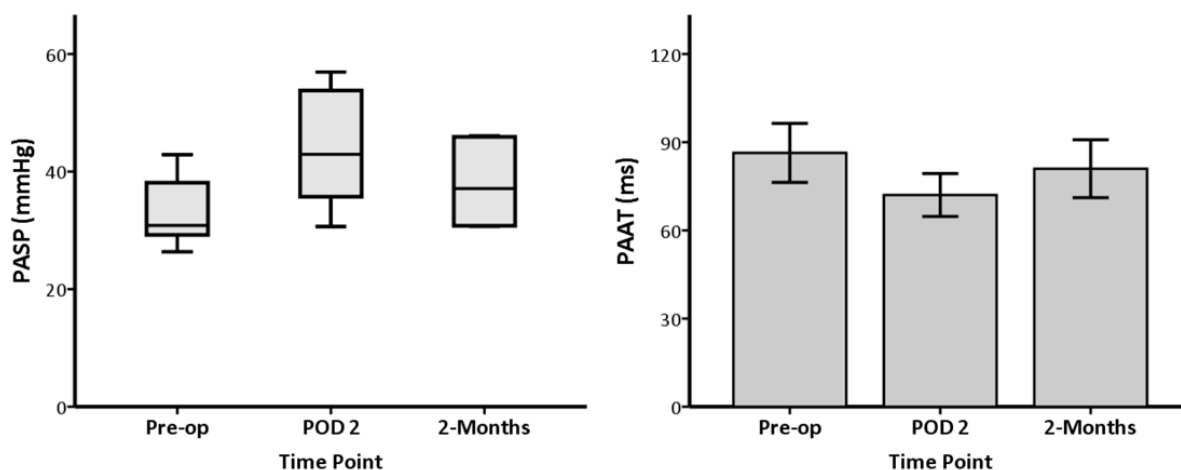 PASP (mmHg)
60
40
20
0
Pre-op POD 2 2-Months
Time Point
PAAT (ms)
120
90
60
30
0
Pre-op POD 2 2-Months
Time Point